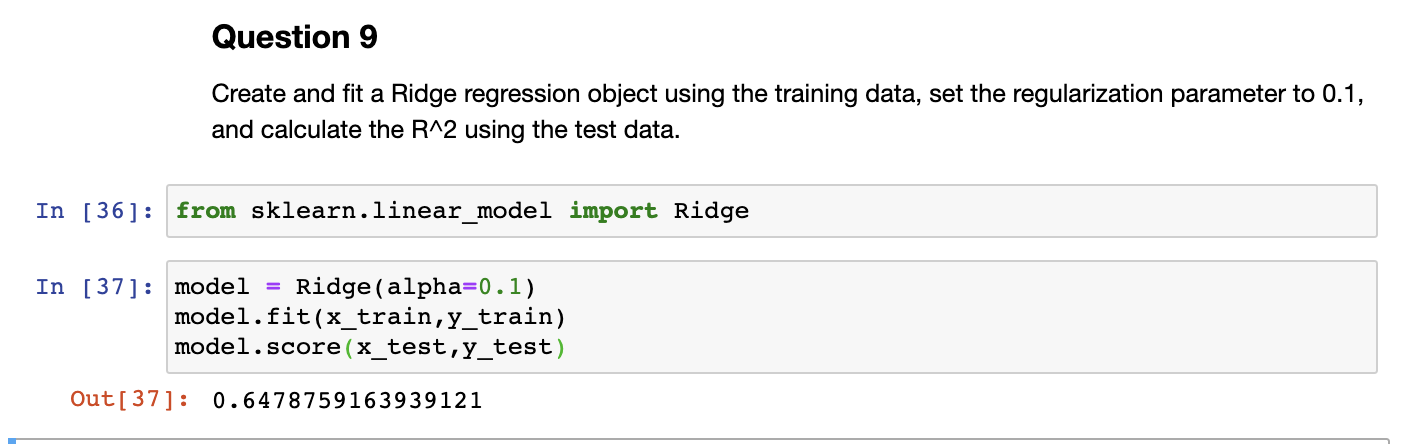 Question 9
Create and fit a Ridge regression object using the training data, set the regularization parameter to 0.1,
and calculate the R^2 using the test data.
In [36]: from sklearn.linear_model import Ridge
In [37]: model = Ridge(alpha=0.1)
model.fit(x_train,y_train)
model.score(x_test,y_test)
Out[37]: 0.6478759163939121